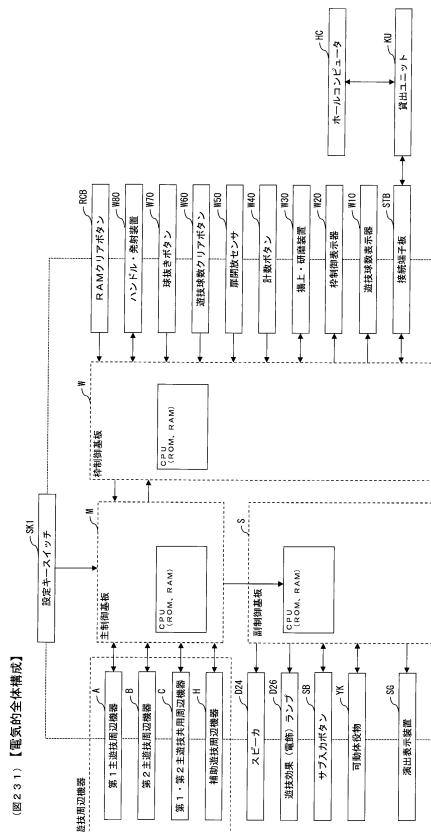 (図231)【電気的全体構成】
遊技周辺機器
SK1
設定キースイッチ
A
第1主遊技周辺機器
B
第2主遊技周辺機器
C
第1・第2主遊技共用周辺機器
H
補助遊技周辺機器
M
主制御基板
CPU
(ROM、RAM)
W
枠制御基板
CPU
(ROM、RAM)
RCB
RAMクリアボタン
W80
ハンドル・発射装置
W70
球抜きボタン
W60
遊技球数クリアボタン
W50
扉開放センサ
W40
計数ボタン
W30
揚上・研磨装置
W20
枠制御表示器
W10
遊技球数表示器
STB
接続端子板
HC
ホールコンピュータ
KU
貸出ユニット
D24
スピーカ
D26
遊技効果(電飾)ランプ
SB
サブ入力ボタン
YK
可動体役物
SG
演出表示装置
S
副制御基板
CPU
(ROM、RAM)